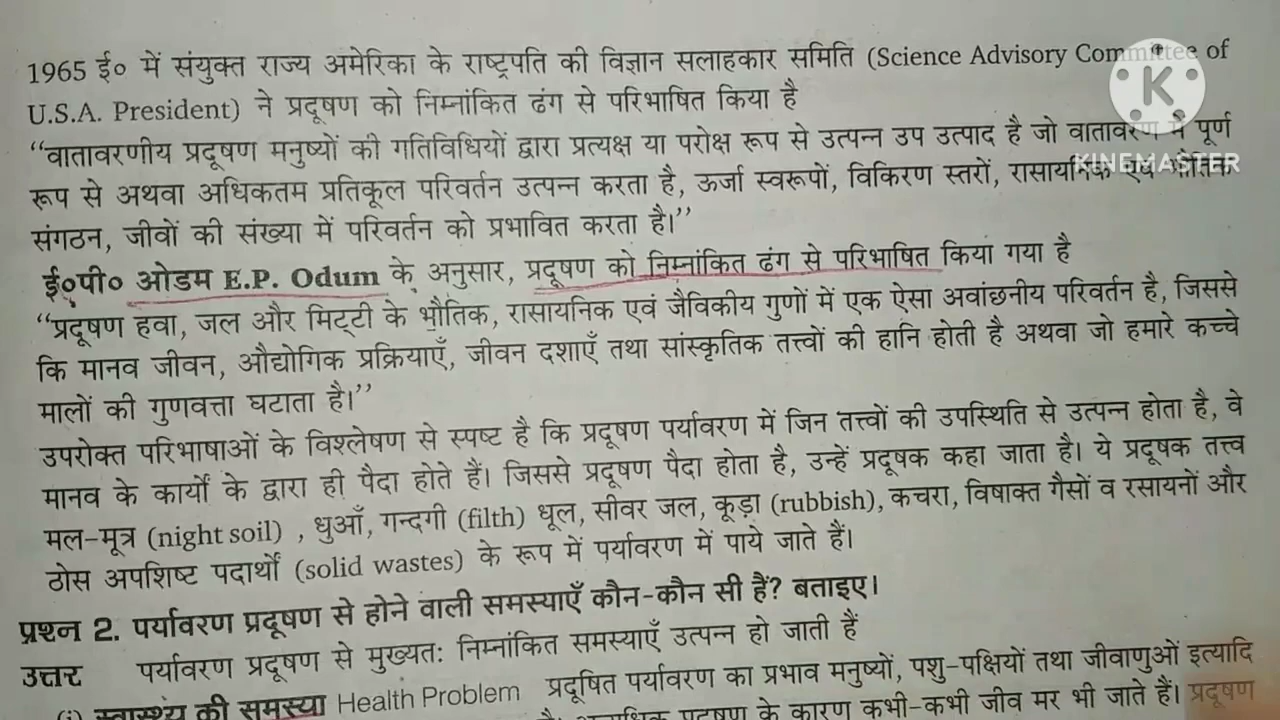 1965 ई० में संयुक्त राज्य अमेरिका के राष्ट्रपति की विज्ञान सलाहकार समिति (Science Advisory Committee of
U.S.A. President) ने प्रदूषण को निम्नांकित ढंग से परिभाषित किया है
“वातावरणीय प्रदूषण मनुष्यों की गतिविधियों द्वारा प्रत्यक्ष या परोक्ष रूप से उत्पन्न उप उत्पाद है जो वातावरण में पूर्ण
रूप से अथवा अधिकतम प्रतिकूल परिवर्तन उत्पन्न करता है, ऊर्जा स्वरूपों, विकिरण स्तरों, रासायनिक एवं भौतिक
संगठन, जीवों की संख्या में परिवर्तन को प्रभावित करता है।”
ई०पी० ओडम E.P. Odum के अनुसार, प्रदूषण को निम्नांकित ढंग से परिभाषित किया गया है
“प्रदूषण हवा, जल और मिट्टी के भौतिक, रासायनिक एवं जैविकीय गुणों में एक ऐसा अवांछनीय परिवर्तन है, जिससे
कि मानव जीवन, औद्योगिक प्रक्रियाएँ, जीवन दशाएँ तथा सांस्कृतिक तत्त्वों की हानि होती है अथवा जो हमारे कच्चे
मालों की गुणवत्ता घटाता है।”
उपरोक्त परिभाषाओं के विश्लेषण से स्पष्ट है कि प्रदूषण पर्यावरण में जिन तत्त्वों की उपस्थिति से उत्पन्न होता है, वे
मानव के कार्यों के द्वारा ही पैदा होते हैं। जिससे प्रदूषण पैदा होता है, उन्हें प्रदूषक कहा जाता है। ये प्रदूषक तत्त्व
मल-मूत्र (night soil) , धुआँ, गन्दगी (filth) धूल, सीवर जल, कूड़ा (rubbish), कचरा, विषाक्त गैसों व रसायनों और
ठोस अपशिष्ट पदार्थों (solid wastes) के रूप में पर्यावरण में पाये जाते हैं।
प्रश्न 2. पर्यावरण प्रदूषण से होने वाली समस्याएँ कौन-कौन सी हैं? बताइए।
उत्तर पर्यावरण प्रदूषण से मुख्यतः निम्नांकित समस्याएँ उत्पन्न हो जाती हैं
(i) स्वास्थ्य की समस्या Health Problem प्रदूषित पर्यावरण का प्रभाव मनुष्यों, पशु-पक्षियों तथा जीवाणुओं इत्यादि
प्रदूषण के कारण कभी-कभी जीव मर भी जाते हैं। प्रदूषण
K
KINEMASTER